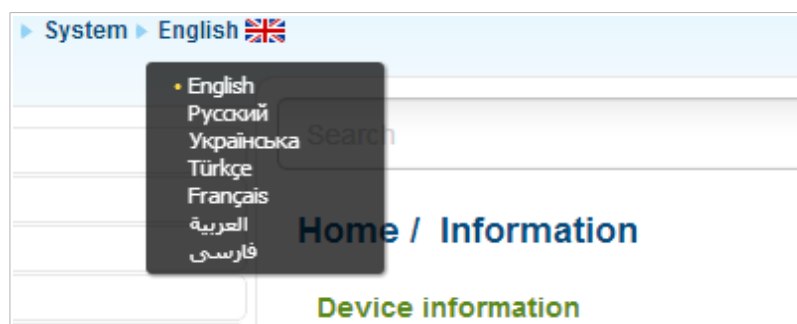 System English
• English
Русский
Українська
Türkçe
Français
العربية
فارسی
Search
Home / Information
Device information